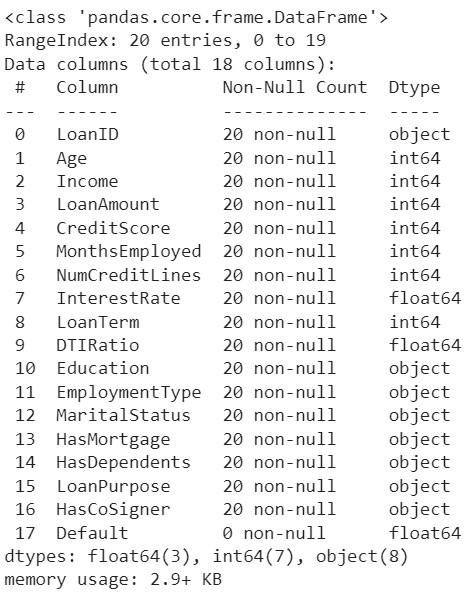 <class 'pandas.core.frame.DataFrame'>
RangeIndex: 20 entries, 0 to 19
Data columns (total 18 columns):
 #   Column          Non-Null Count  Dtype
---  ------          --------------  -----
 0   LoanID          20 non-null     object
 1   Age             20 non-null     int64
 2   Income          20 non-null     int64
 3   LoanAmount      20 non-null     int64
 4   CreditScore     20 non-null     int64
 5   MonthsEmployed  20 non-null     int64
 6   NumCreditLines  20 non-null     int64
 7   InterestRate    20 non-null     float64
 8   LoanTerm        20 non-null     int64
 9   DTIRatio        20 non-null     float64
 10  Education       20 non-null     object
 11  EmploymentType  20 non-null     object
 12  MaritalStatus   20 non-null     object
 13  HasMortgage     20 non-null     object
 14  HasDependents   20 non-null     object
 15  LoanPurpose     20 non-null     object
 16  HasCoSigner     20 non-null     object
 17  Default         0 non-null      float64
dtypes: float64(3), int64(7), object(8)
memory usage: 2.9+ KB